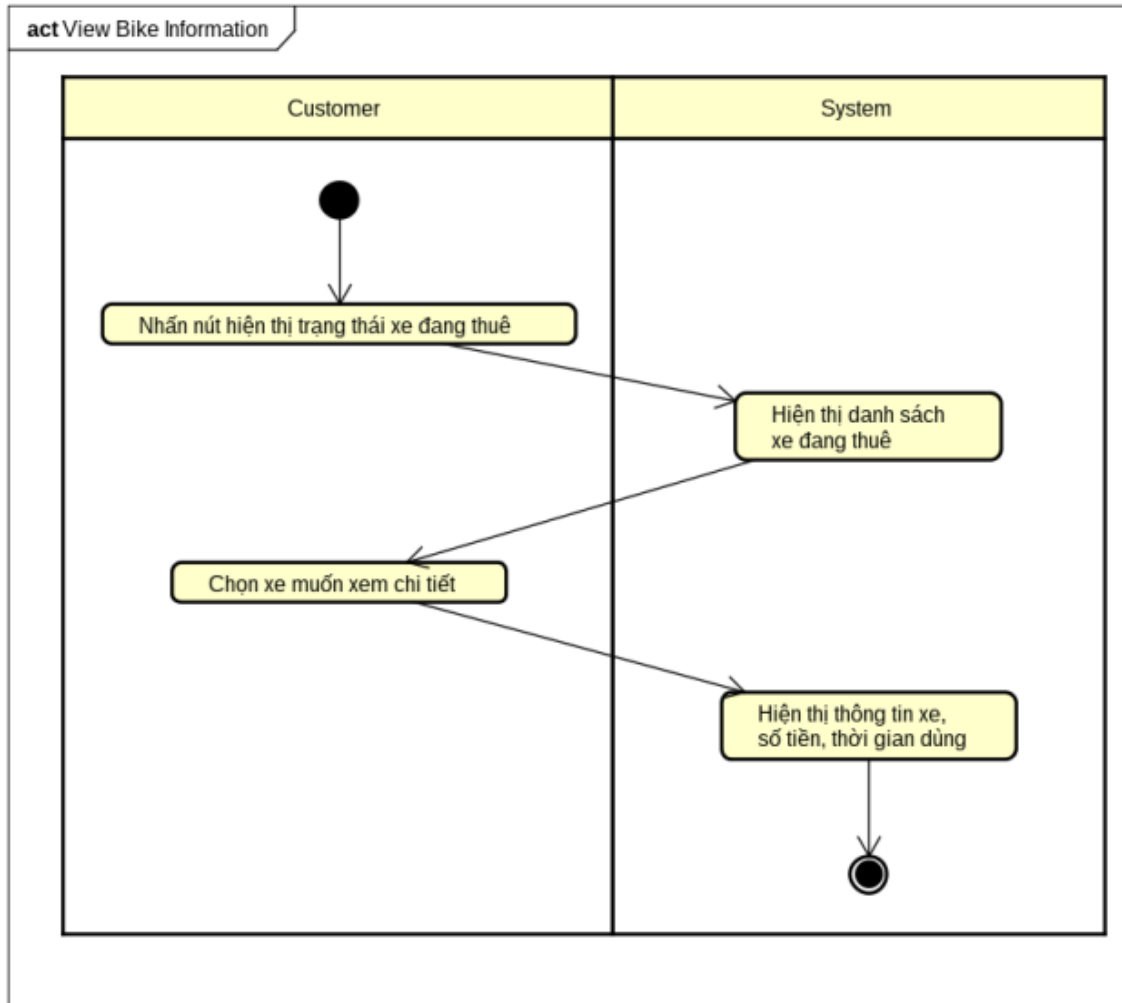 act View Bike Information
Customer
System
Nhấn nút hiện thị trạng thái xe đang thuê
Hiện thị danh sách
xe đang thuê
Chọn xe muốn xem chi tiết
Hiện thị thông tin xe,
số tiền, thời gian dùng